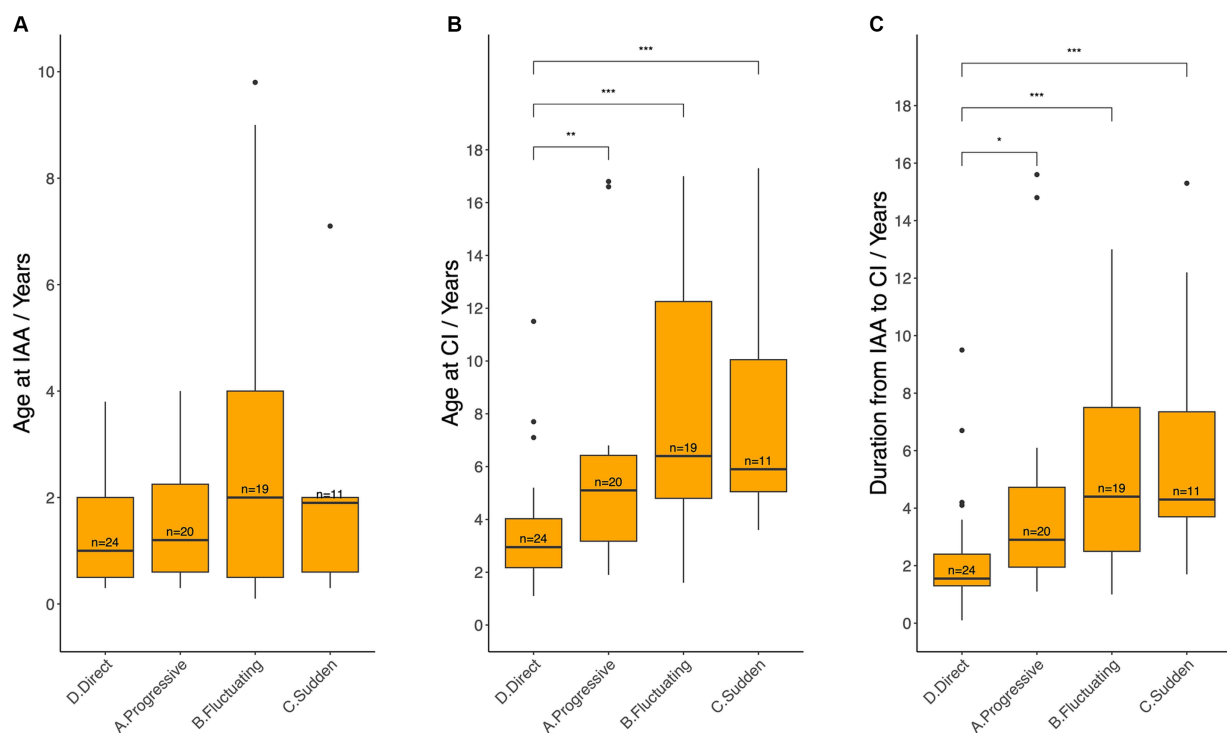 A
Age at IAA / Years
10
8
6
4
2
0
n=24
n=20
n=19
n=11
D.Direct
A.Progressive
B.Fluctuating
C.Sudden
B
Age at CI / Years
18
16
14
12
10
8
6
4
2
0
***
***
**
n=24
n=20
n=19
n=11
D.Direct
A.Progressive
B.Fluctuating
C.Sudden
C
Duration from IAA to CI / Years
18
16
14
12
10
8
6
4
2
0
***
***
*
n=24
n=20
n=19
n=11
D.Direct
A.Progressive
B.Fluctuating
C.Sudden